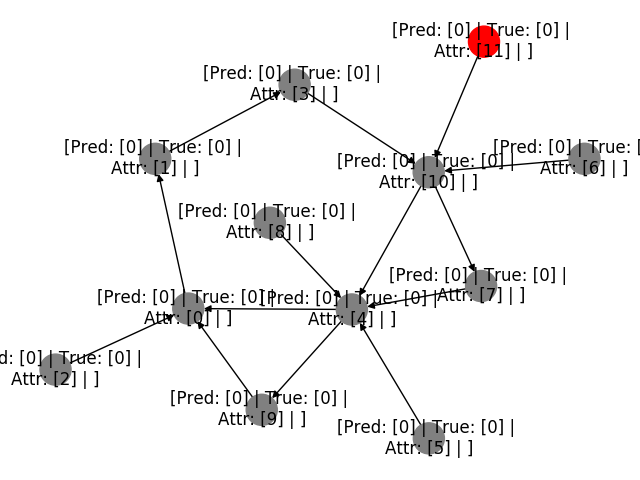 [Pred: [0] | True: [0] |
Attr: [11] | ]
[Pred: [0] | True: [0] |
Attr: [3] | ]
[Pred: [0] | True: [0] |
Attr: [1] | ]
[Pred: [0] | True: [0] |
Attr: [10] | ]
[Pred: [0] | True: [0] |
Attr: [6] | ]
[Pred: [0] | True: [0] |
Attr: [8] | ]
[Pred: [0] | True: [0] |
Attr: [7] | ]
[Pred: [0] | True: [0] |
Attr: [0] | ]
[Pred: [0] | True: [0] |
Attr: [4] | ]
d: [0] | True: [0] |
Attr: [2] | ]
[Pred: [0] | True: [0] |
Attr: [9] | ]
[Pred: [0] | True: [0] |
Attr: [5] | ]